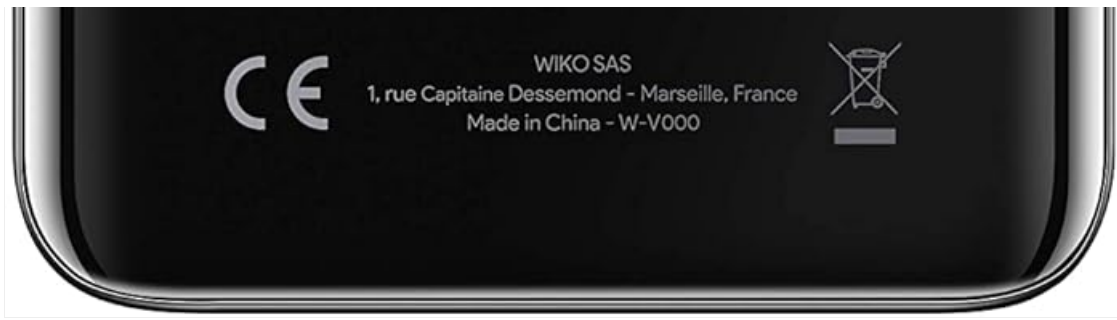 CE
WIKO SAS
1, rue Capitaine Dessemond - Marseille, France
Made in China - W-V000